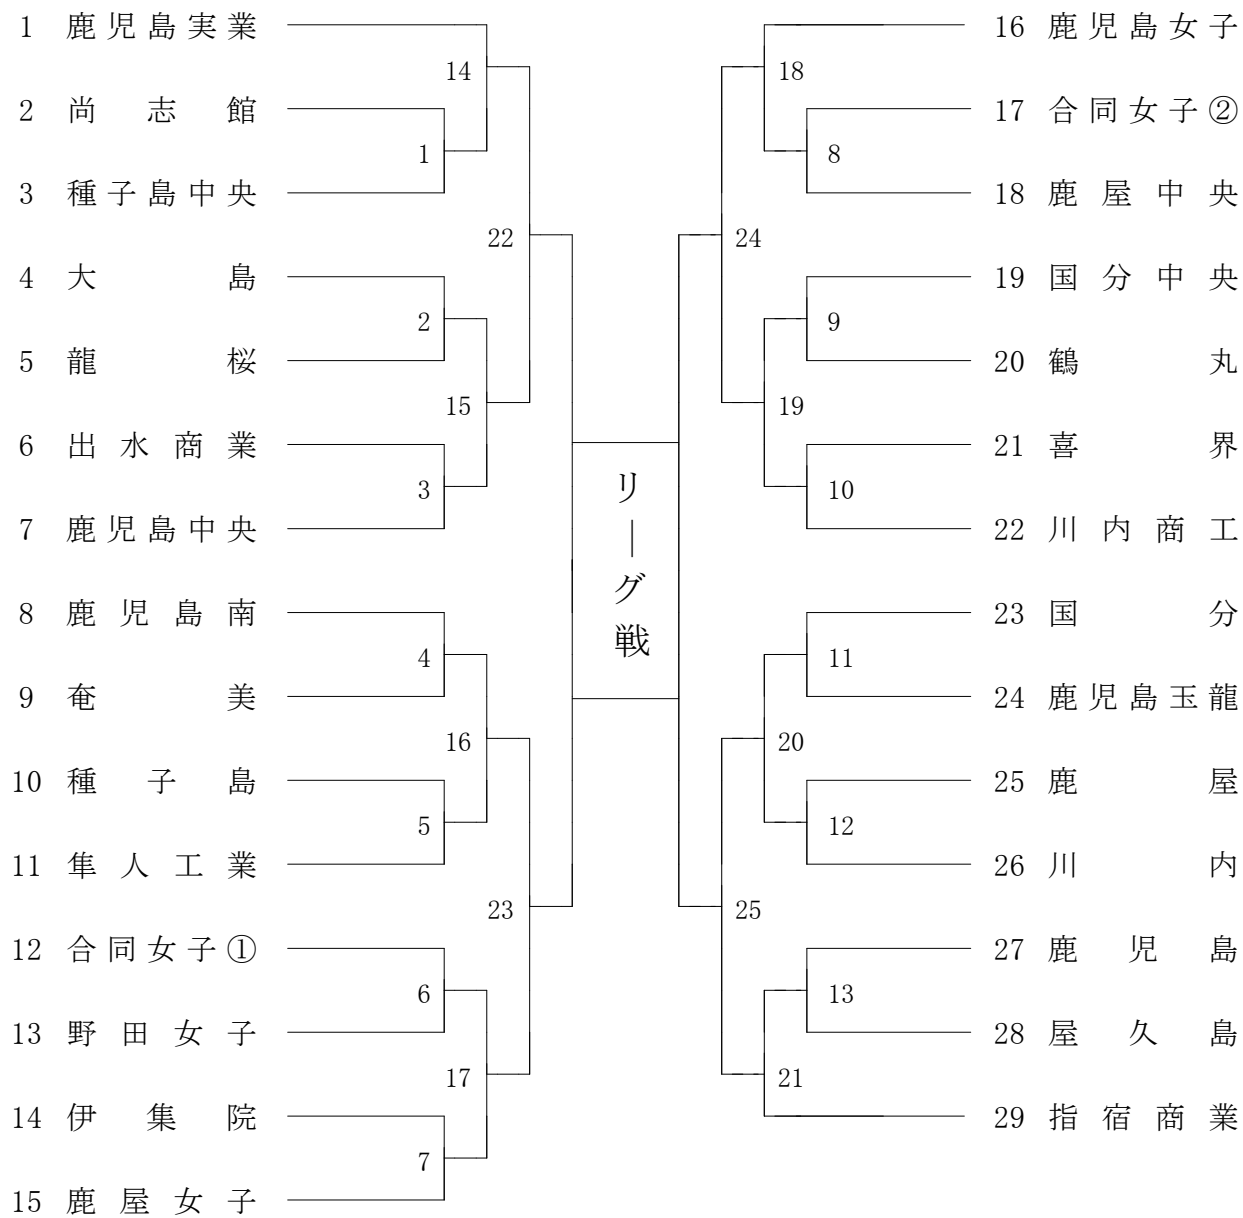 1 鹿児島実業
2 尚志館
3 種子島中央
4 大島
5 龍桜
6 出水商業
7 鹿児島中央
8 鹿児島南
9 奄美
10 種子島
11 隼人工業
12 合同女子①
13 野田女子
14 伊集院
15 鹿屋女子
14
1
22
2
15
3
4
16
5
23
6
17
7
リーグ戦
18
8
24
9
19
10
11
20
12
25
13
21
16 鹿児島女子
17 合同女子②
18 鹿屋中央
19 国分中央
20 鶴丸
21 喜界
22 川内商工
23 国分
24 鹿児島玉龍
25 鹿屋
26 川内
27 鹿児島
28 屋久島
29 指宿商業